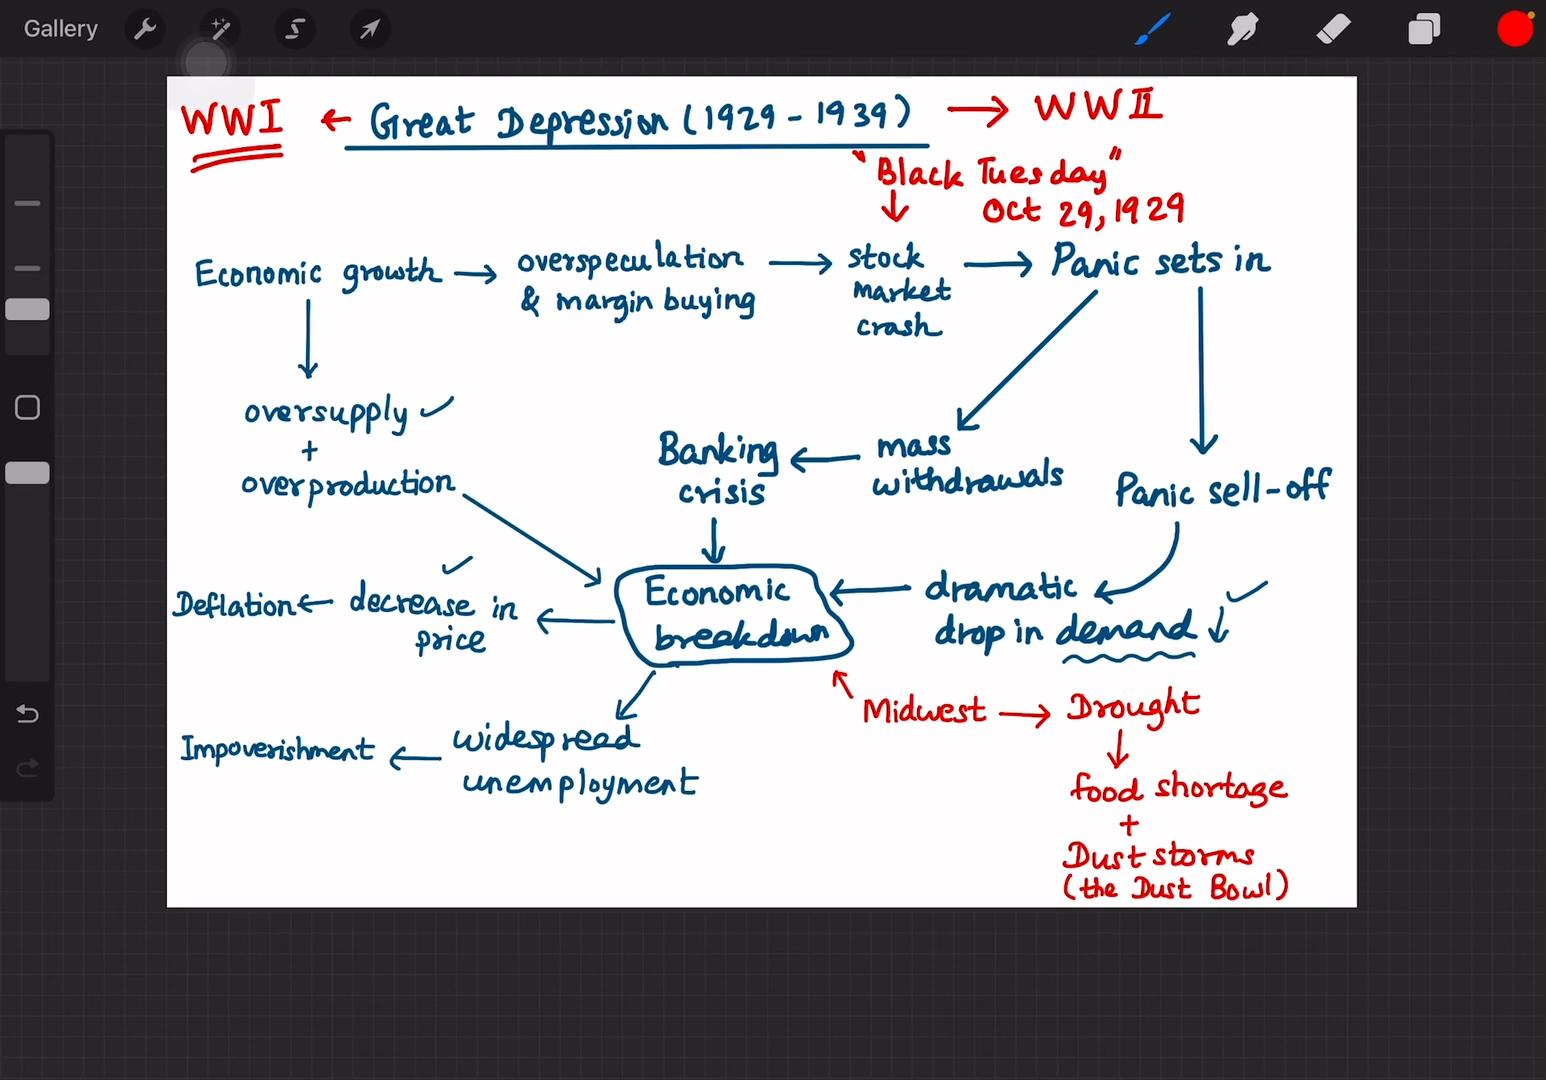 Gallery
WWI ← Great Depression (1929 - 1939) → WWII
"Black Tuesday"
Oct 29, 1929
Economic growth → overspeculation & margin buying → stock market crash → Panic sets in
oversupply ✓
+
overproduction
Banking crisis ← mass withdrawals
Panic sell-off
Deflation ← decrease in price ← Economic breakdown ← dramatic drop in demand ↓ ✓
Midwest → Drought
Impoverishment ← widespread unemployment
food shortage
+
Dust storms
(the Dust Bowl)